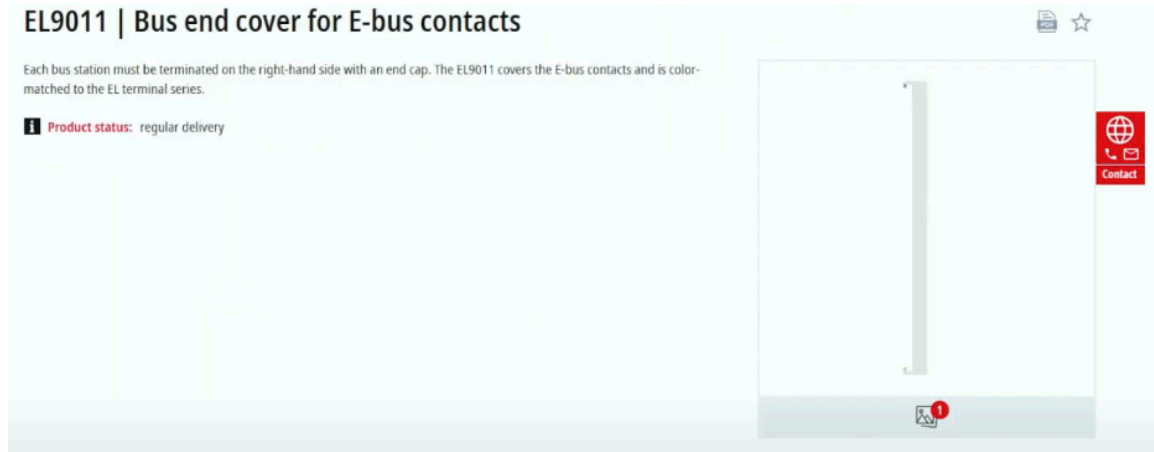 EL9011 | Bus end cover for E-bus contacts
Each bus station must be terminated on the right-hand side with an end cap. The EL9011 covers the E-bus contacts and is color-
matched to the EL terminal series.
i Product status: regular delivery
PDF
Contact
1